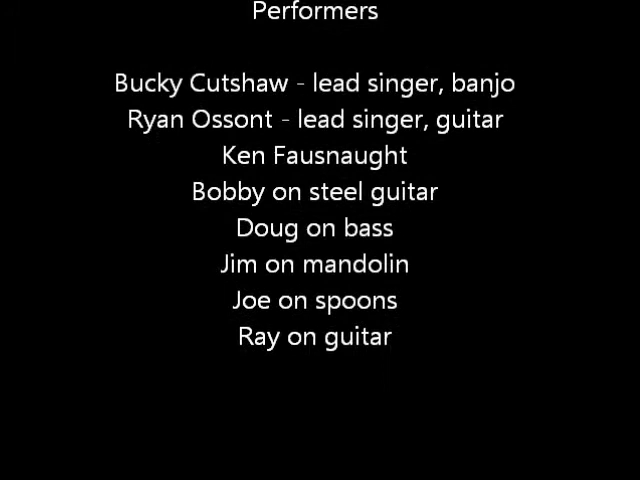 Performers
Bucky Cutshaw - lead singer, banjo
Ryan Ossont - lead singer, guitar
Ken Fausnaught
Bobby on steel guitar
Doug on bass
Jim on mandolin
Joe on spoons
Ray on guitar